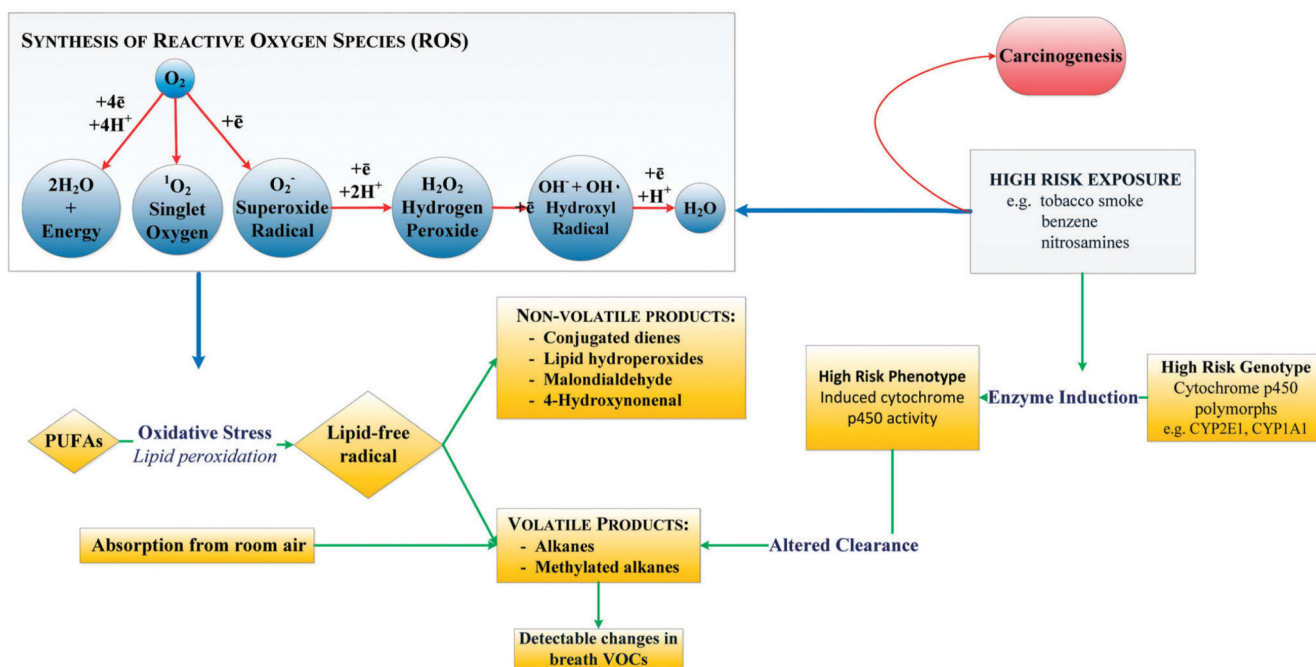 SYNTHESIS OF REACTIVE OXYGEN SPECIES (ROS)
O₂
+4ē
+4H⁺
+ē
2H₂O
+
Energy
¹O₂
Singlet
Oxygen
O₂⁻
Superoxide
Radical
+ē
+2H⁺
H₂O₂
Hydrogen
Peroxide
+ē
OH⁻ + OH·
Hydroxyl
Radical
+ē
+H⁺
H₂O
Carcinogenesis
HIGH RISK EXPOSURE
e.g. tobacco smoke
benzene
nitrosamines
NON-VOLATILE PRODUCTS:
- Conjugated dienes
- Lipid hydroperoxides
- Malondialdehyde
- 4-Hydroxynonenal
High Risk Phenotype
Induced cytochrome
p450 activity
Enzyme Induction
High Risk Genotype
Cytochrome p450
polymorphs
e.g. CYP2E1, CYP1A1
PUFAs
Oxidative Stress
Lipid peroxidation
Lipid-free
radical
Absorption from room air
VOLATILE PRODUCTS:
- Alkanes
- Methylated alkanes
Altered Clearance
Detectable changes in
breath VOCs